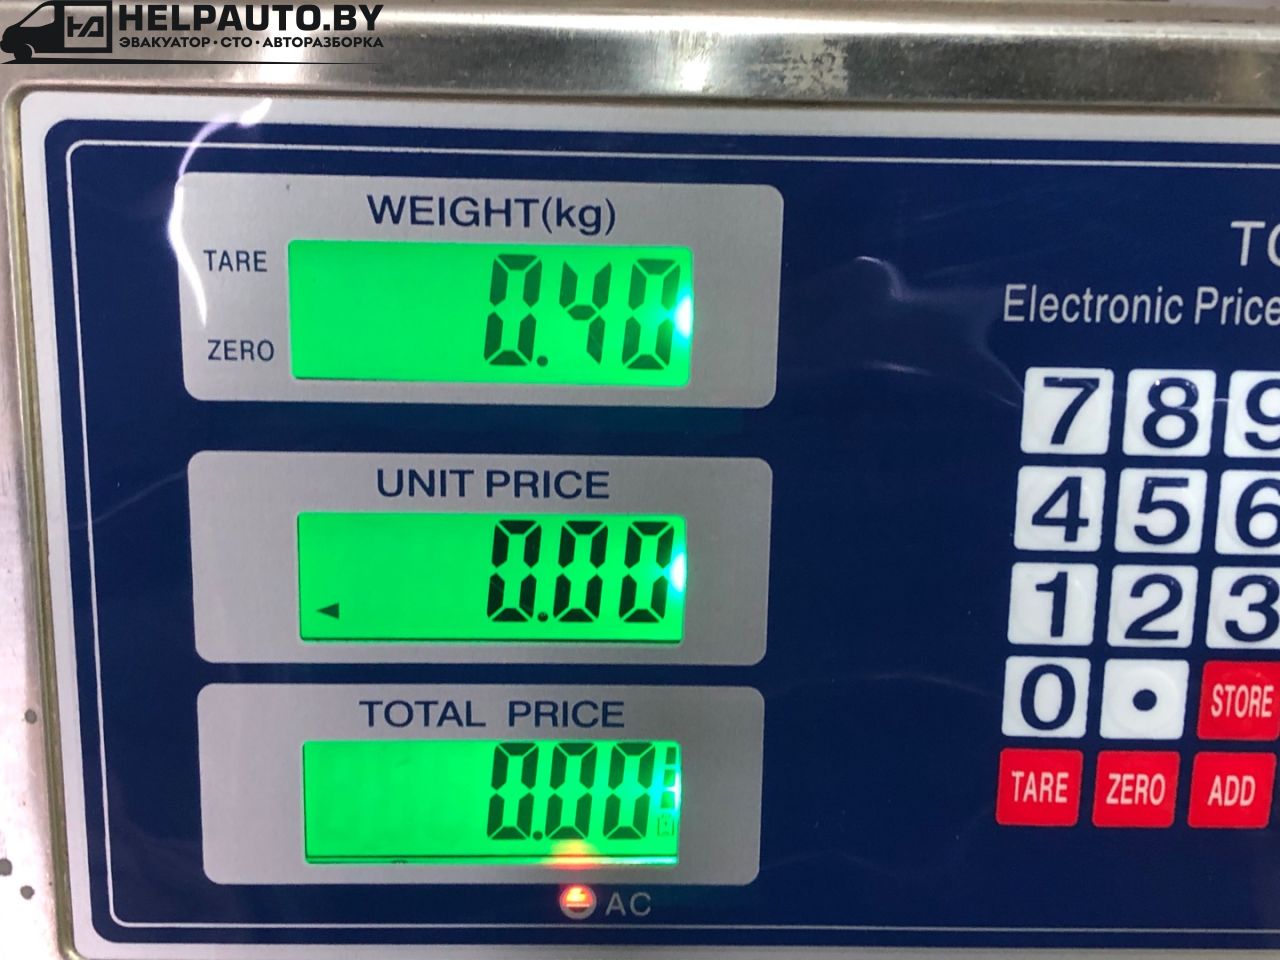 HELPAUTO.BY
ЭВАКУАТОР · СТО · АВТОРАЗБОРКА
WEIGHT(kg)
TARE
0.40
ZERO
UNIT PRICE
0.00
TOTAL PRICE
0.00
AC
Electronic Price
7 8 9
4 5 6
1 2 3
0 • STORE
TARE ZERO ADD